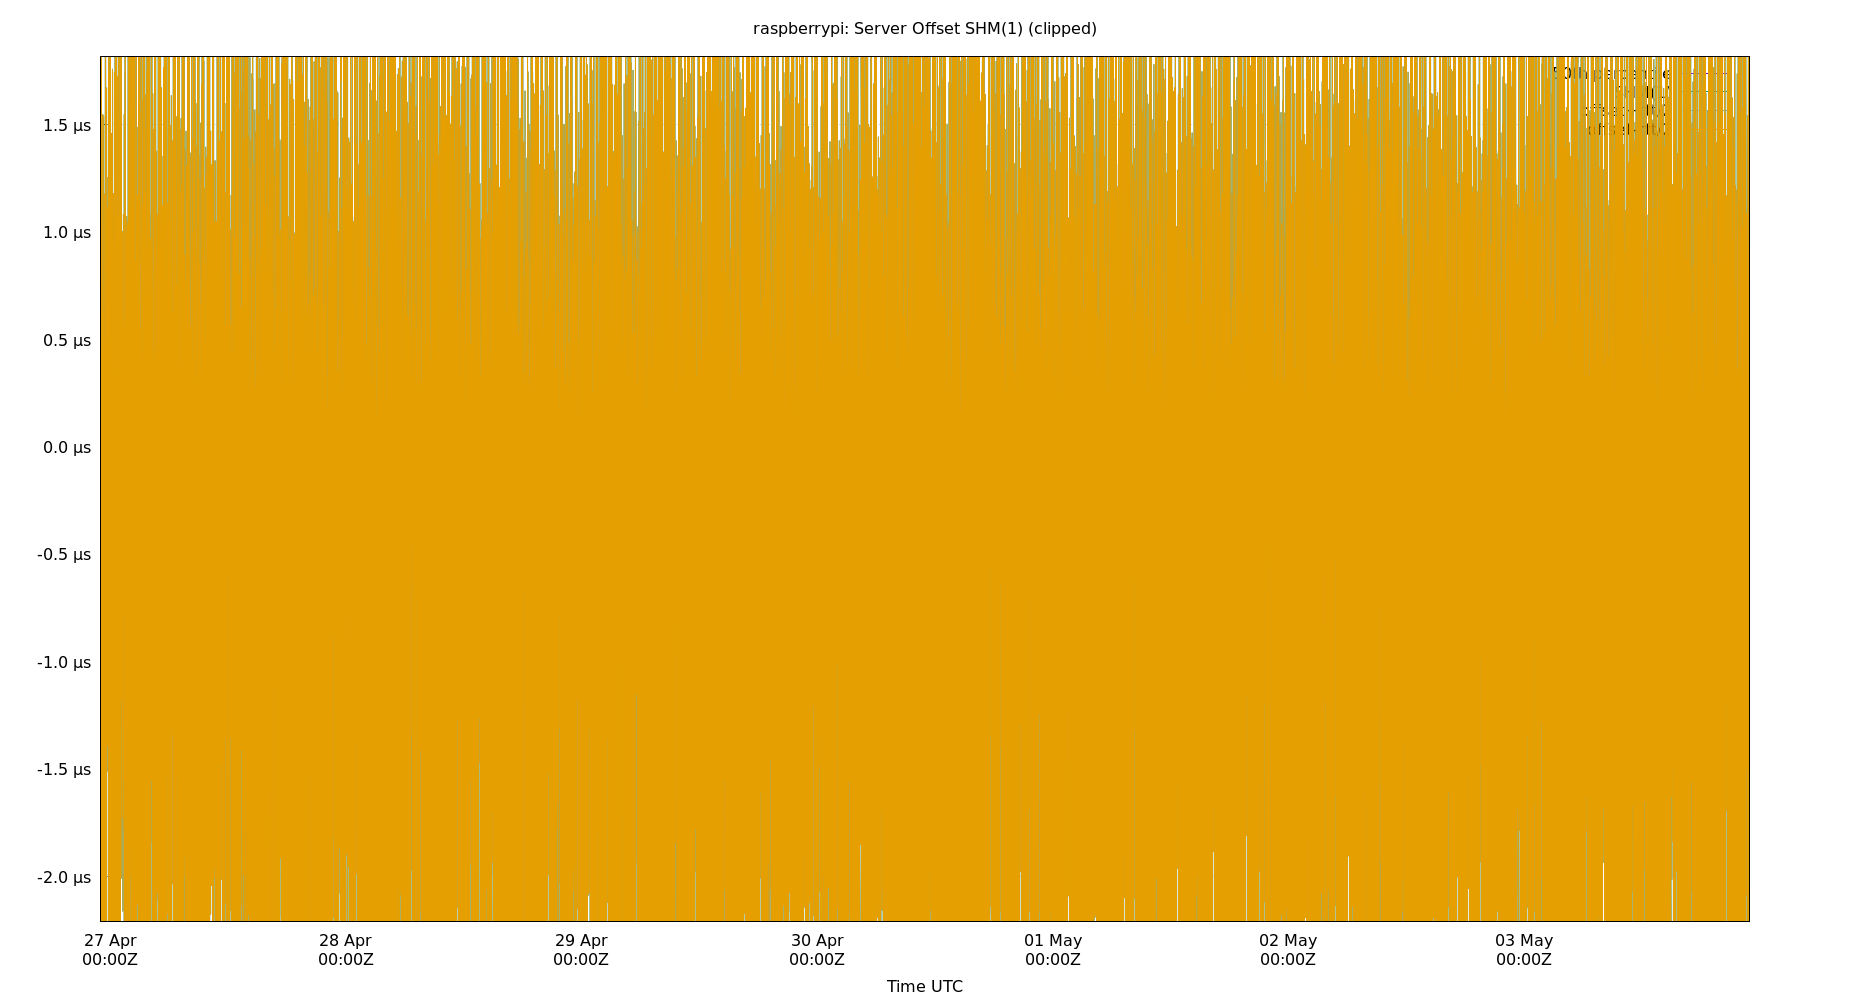 raspberrypi: Server Offset SHM(1) (clipped)
1.5 µs
1.0 µs
0.5 µs
0.0 µs
-0.5 µs
-1.0 µs
-1.5 µs
-2.0 µs
27 Apr 28 Apr 29 Apr 30 Apr 01 May 02 May 03 May
00:00Z 00:00Z 00:00Z 00:00Z 00:00Z 00:00Z 00:00Z
Time UTC